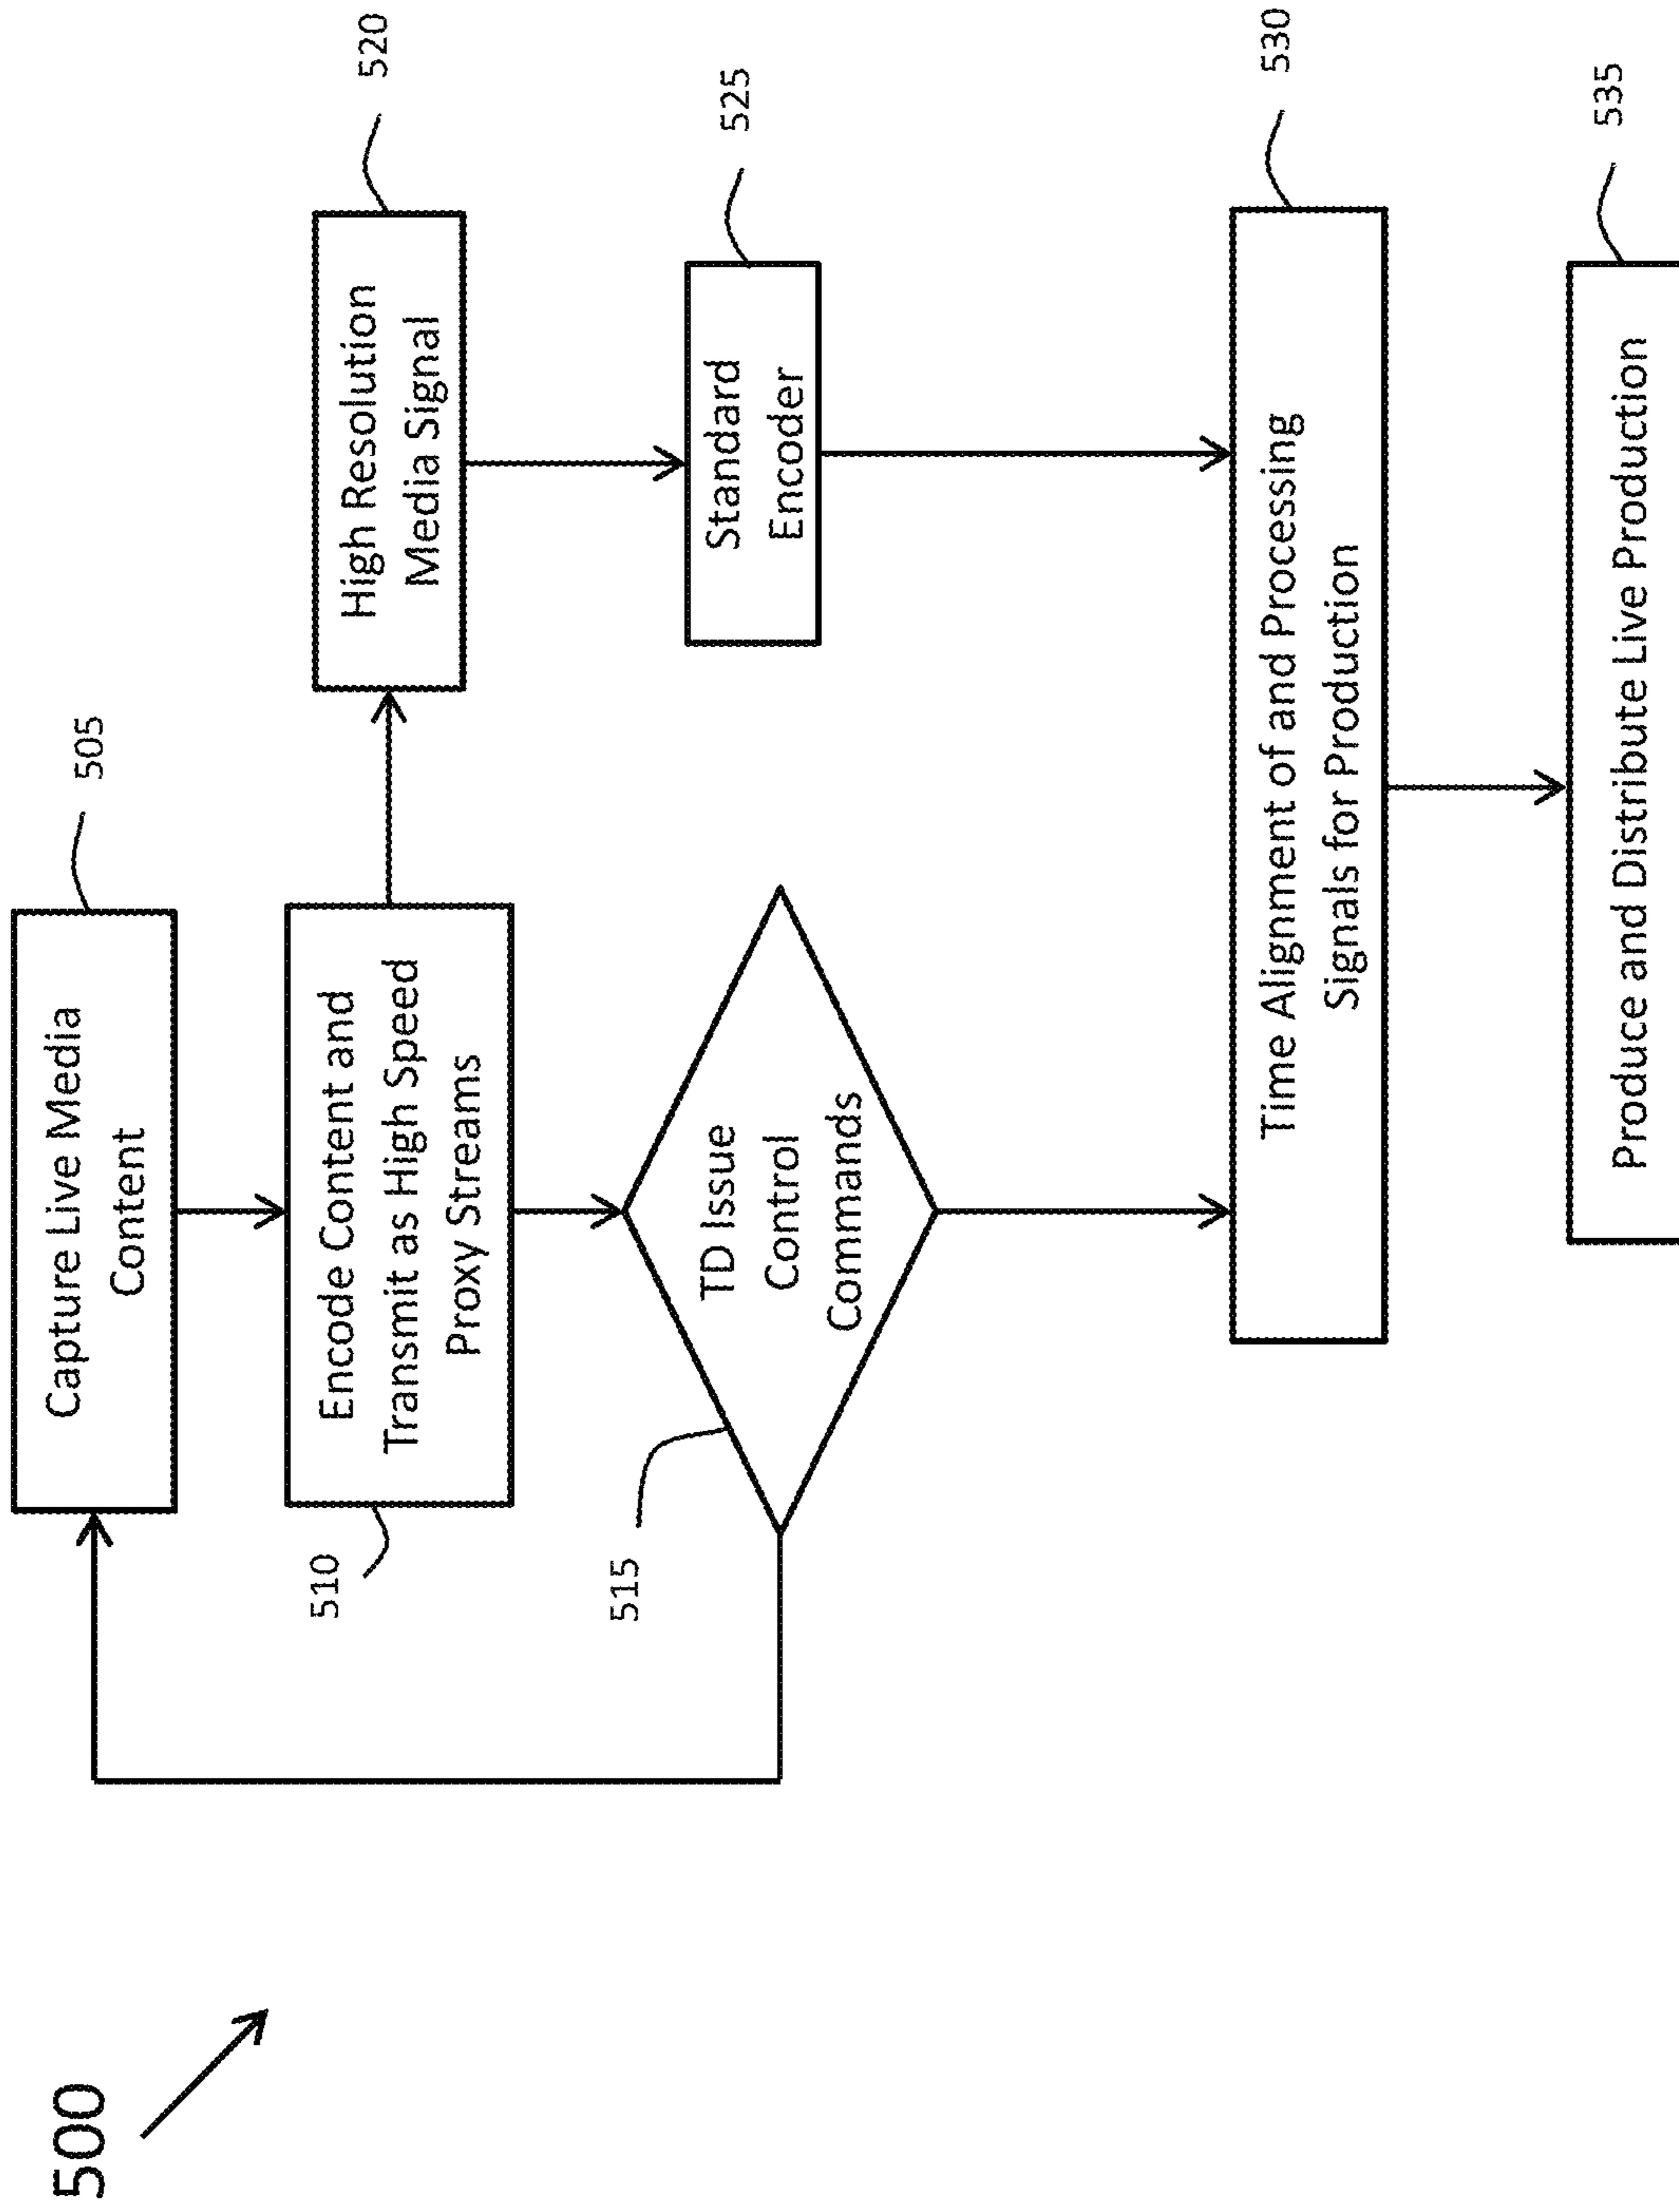 500
Capture Live Media
Content
505
Encode Content and
Transmit as High Speed
Proxy Streams
510
High Resolution
Media Signal
520
TD Issue
Control
Commands
515
Standard
Encoder
525
Time Alignment of and Processing
Signals for Production
530
Produce and Distribute Live Production
535